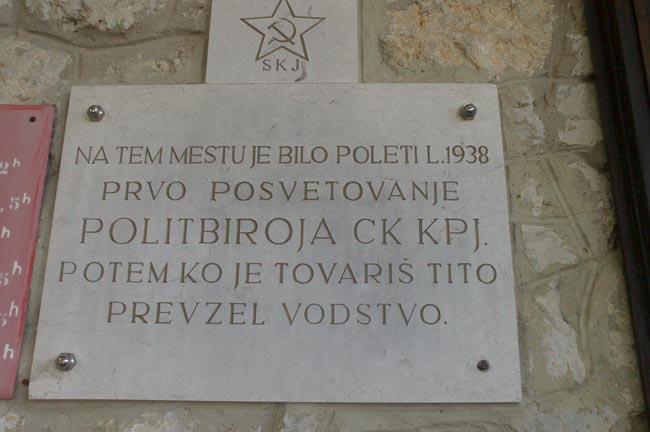 SKJ
NA TEM MESTU JE BILO POLETI L. 1938
PRVO POSVETOVANJE
POLITBIROJA CK KPJ.
POTEM KO JE TOVARIŠ TITO
PREVZEL VODSTVO.